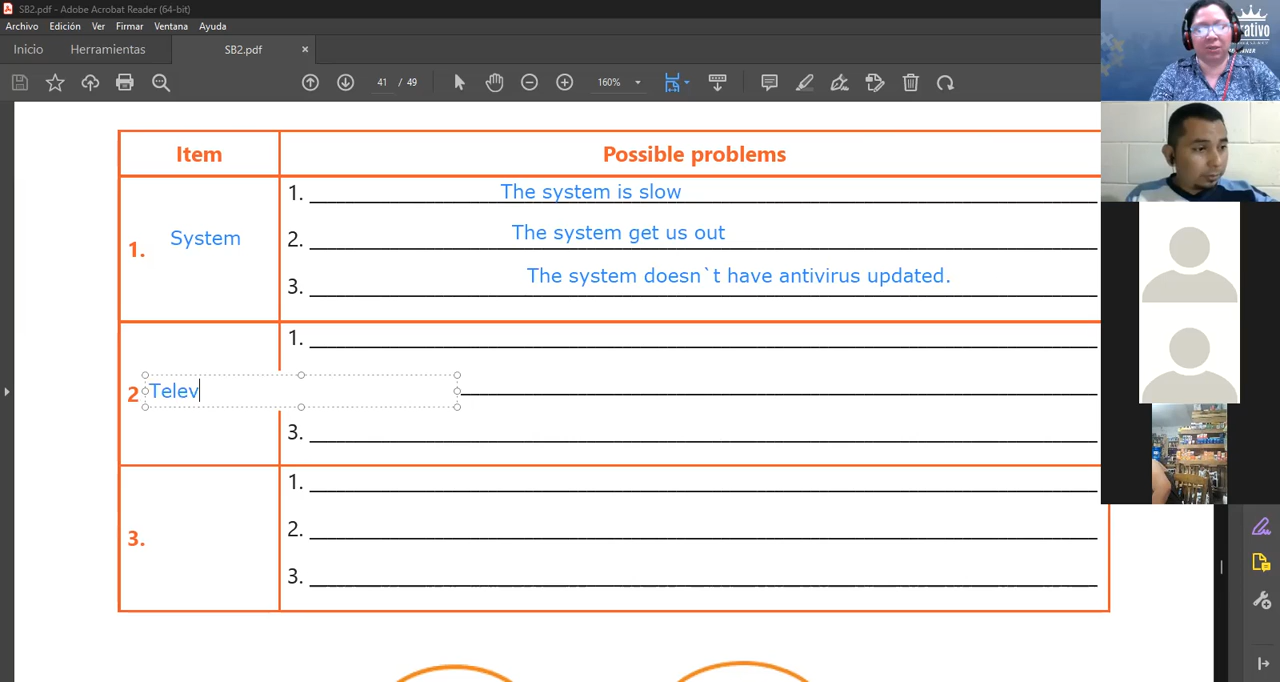 SB2.pdf - Adobe Acrobat Reader (64-bit)
Archivo Edición Ver Firmar Ventana Ayuda
Inicio Herramientas SB2.pdf ×
41 / 49 160%
Item Possible problems
1. System
1. The system is slow
2. The system get us out
3. The system doesn`t have antivirus updated.
2 Telev
1.
3.
3.
1.
2.
3.